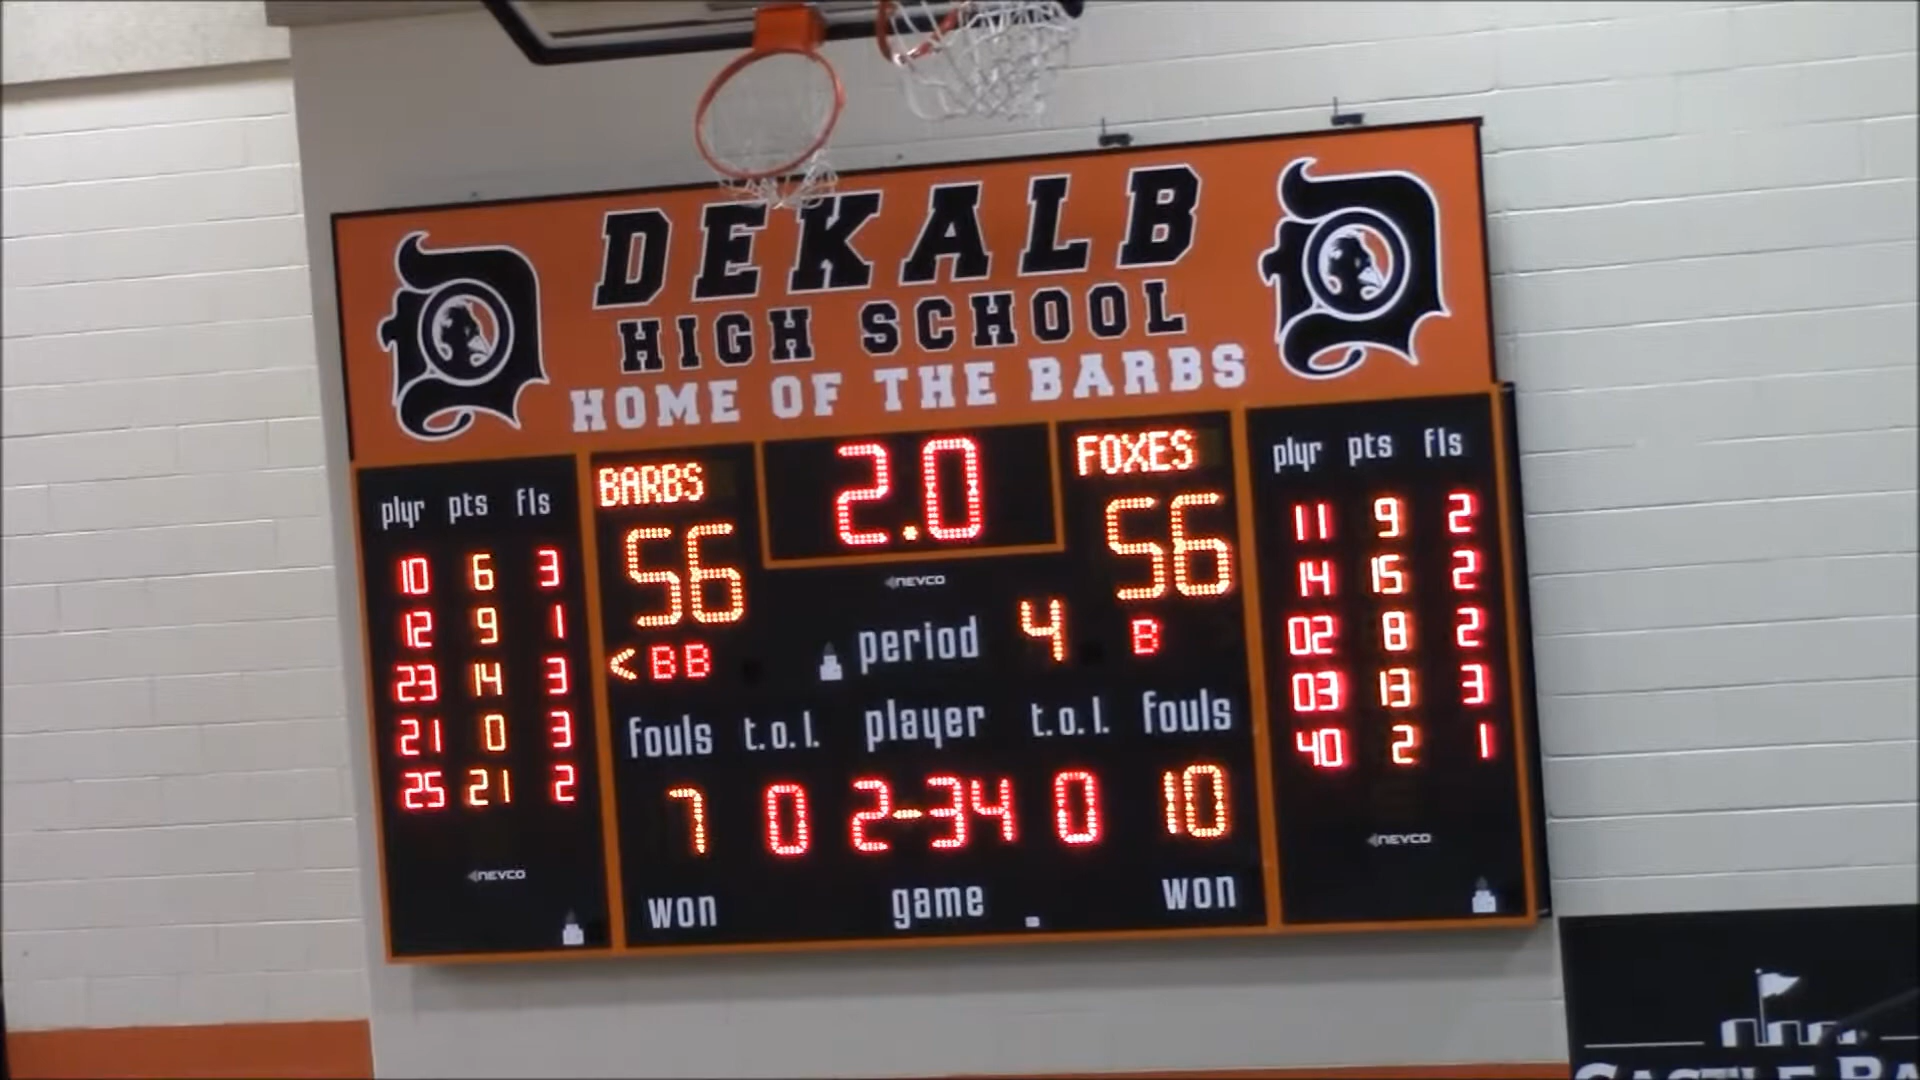 DEKALB
HIGH SCHOOL
HOME OF THE BARBS
plyr pts fls
10 6 3
12 9 1
23 14 3
21 0 3
25 21 2
NEVCO
BARBS 2.0 FOXES
56 56
NEVCO
<BB period 4 B
fouls t.o.l. player t.o.l. fouls
7 0 2-34 0 10
won game won
plyr pts fls
11 9 2
14 15 2
02 8 2
03 13 3
40 2 1
NEVCO
CASTLE BA